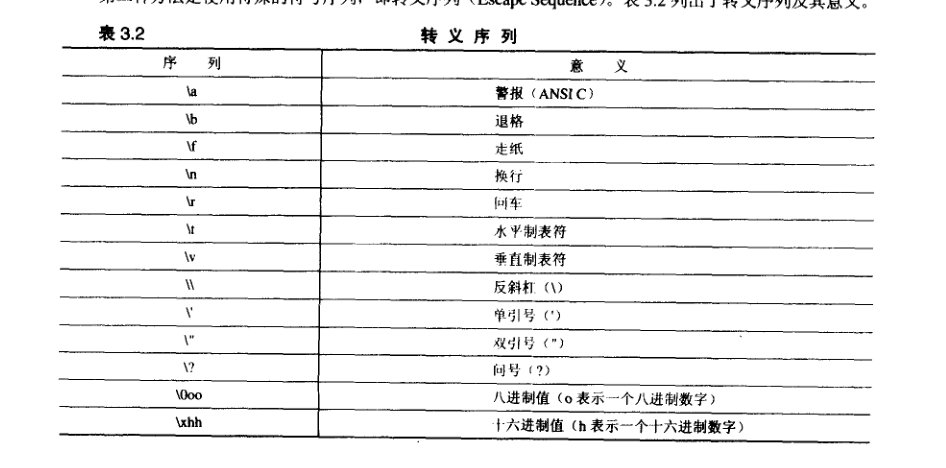 第二种方法是使用特殊的符号序列，即转义序列（Escape Sequence）。表 3.2 列出了转义序列及其意义。
表 3.2 转 义 序 列
序 列 意 义
\a 警报（ANSI C）
\b 退格
\f 走纸
\n 换行
\r 回车
\t 水平制表符
\v 垂直制表符
\\ 反斜杠（\）
\' 单引号（'）
\" 双引号（"）
\? 问号（?）
\0oo 八进制值（o 表示一个八进制数字）
\xhh 十六进制值（h 表示一个十六进制数字）